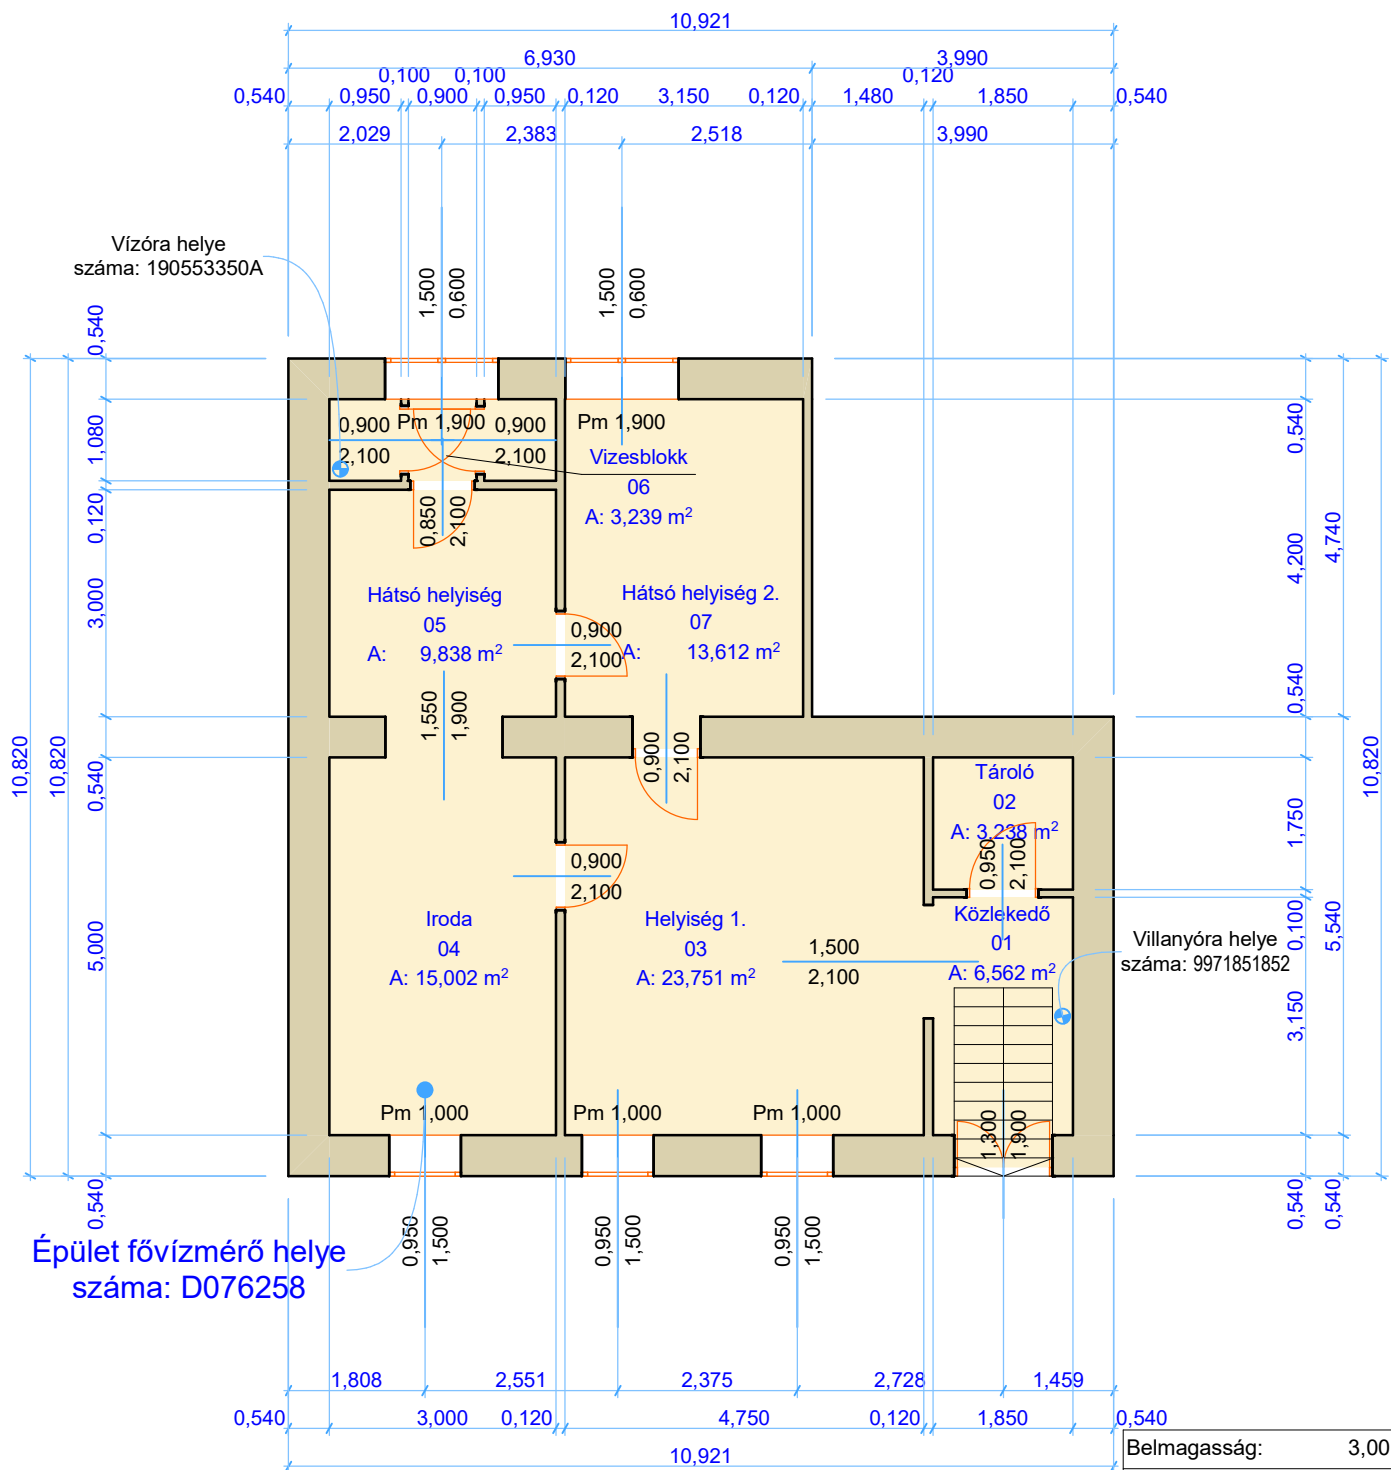 10,921
6,930 3,990
0,100 0,100 0,120
0,540 0,950 0,900 0,950 0,120 3,150 0,120 1,480 1,850 0,540
2,029 2,383 2,518 3,990
Vízóra helye
száma: 190553350A
1,500
0,600
1,500
0,600
0,540
1,080
0,120
3,000
0,540
5,000
0,540
10,820
10,820
0,900
2,100
Pm 1,900
0,900
2,100
Pm 1,900
Vizesblokk
06
A: 3,239 m²
0,850
2,100
Hátsó helyiség
05
A: 9,838 m²
Hátsó helyiség 2.
07
A: 13,612 m²
0,900
2,100
1,550
1,900
0,900
2,100
Tároló
02
A: 3,238 m²
0,950
2,100
0,900
2,100
Iroda
04
A: 15,002 m²
Helyiség 1.
03
A: 23,751 m²
1,500
2,100
Közlekedő
01
A: 6,562 m²
Villanyóra helye
száma: 9971851852
0,540
4,200
0,540
1,750
0,100
3,150
0,540
4,740
5,540
0,540
10,820
Pm 1,000
Pm 1,000
Pm 1,000
1,300
1,900
0,950
1,500
0,950
1,500
0,950
1,500
Épület fővízmérő helye
száma: D076258
1,808 2,551 2,375 2,728 1,459
0,540 3,000 0,120 4,750 0,120 1,850 0,540
10,921
Belmagasság: 3,00